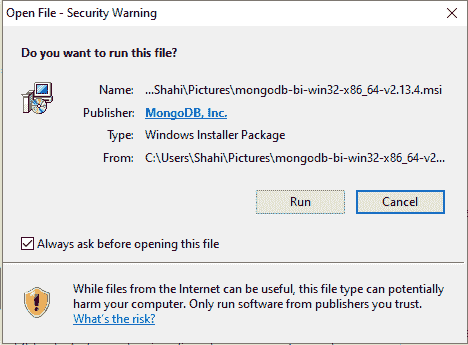 Open File - Security Warning
Do you want to run this file?
Name: ...Shahi\Pictures\mongodb-bi-win32-x86_64-v2.13.4.msi
Publisher: MongoDB, Inc.
Type: Windows Installer Package
From: C:\Users\Shahi\Pictures\mongodb-bi-win32-x86_64-v2...
Run Cancel
Always ask before opening this file
While files from the Internet can be useful, this file type can potentially
harm your computer. Only run software from publishers you trust.
What's the risk?